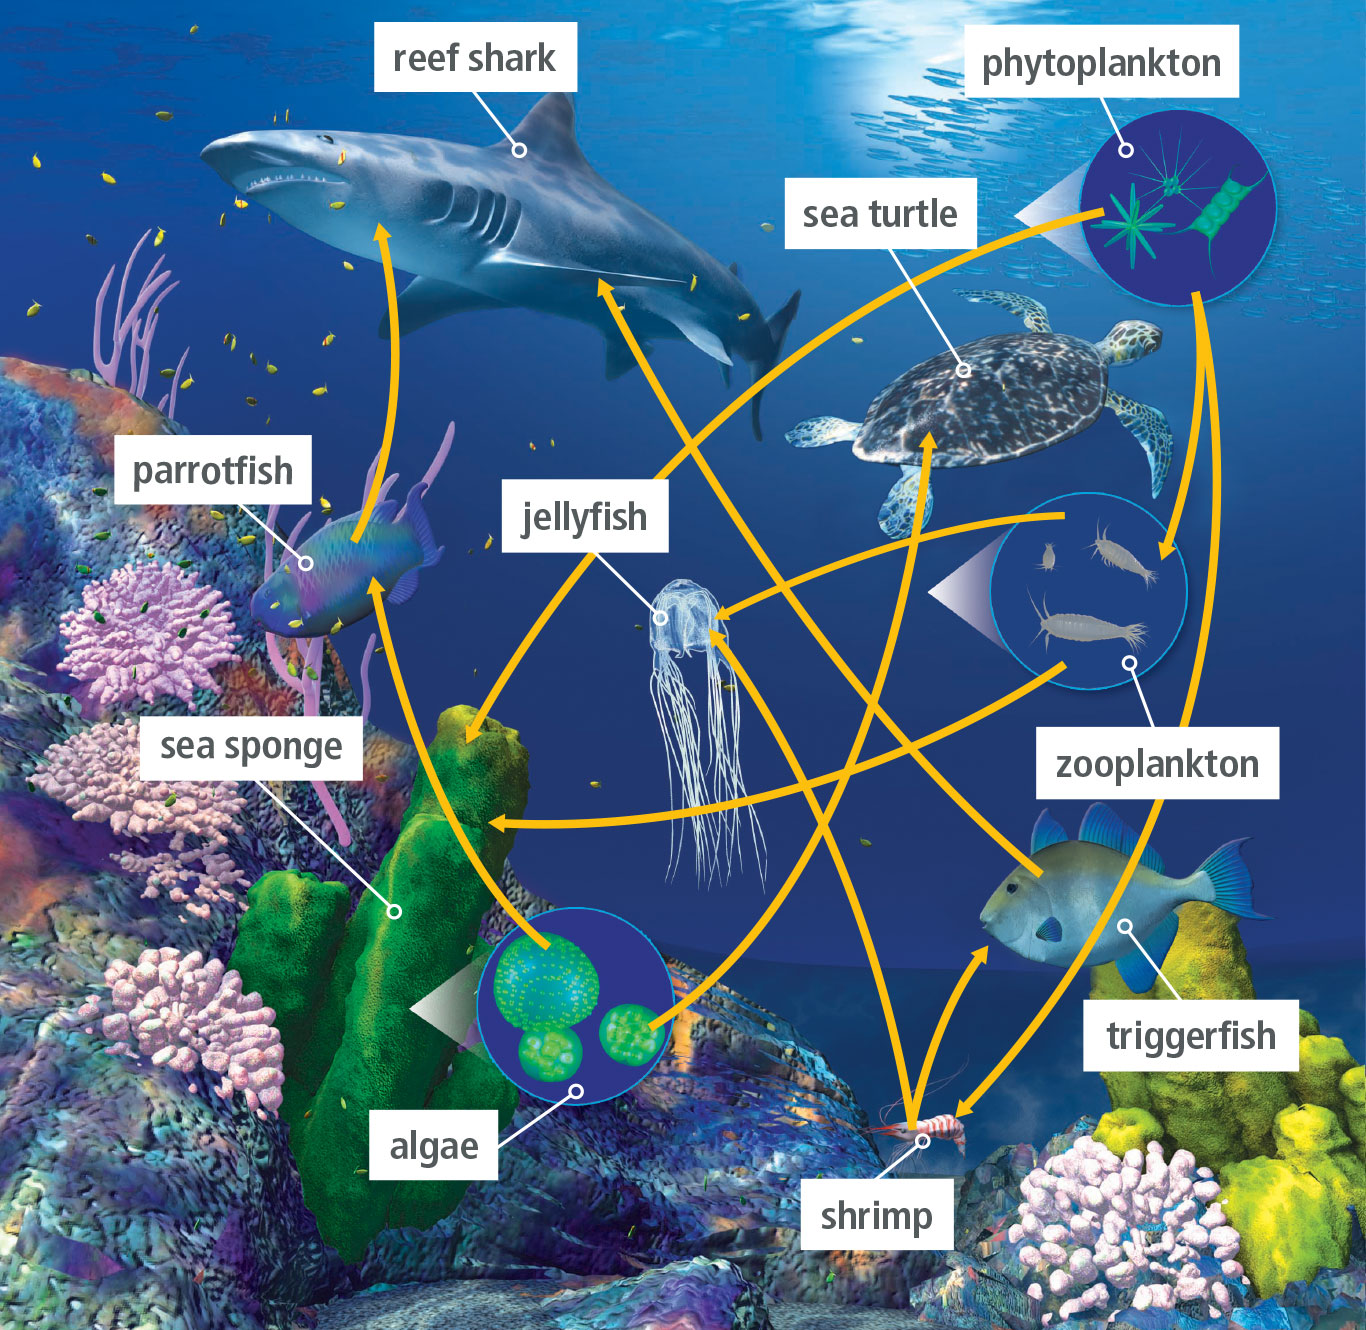 reef shark
phytoplankton
sea turtle
parrotfish
jellyfish
sea sponge
zooplankton
triggerfish
algae
shrimp